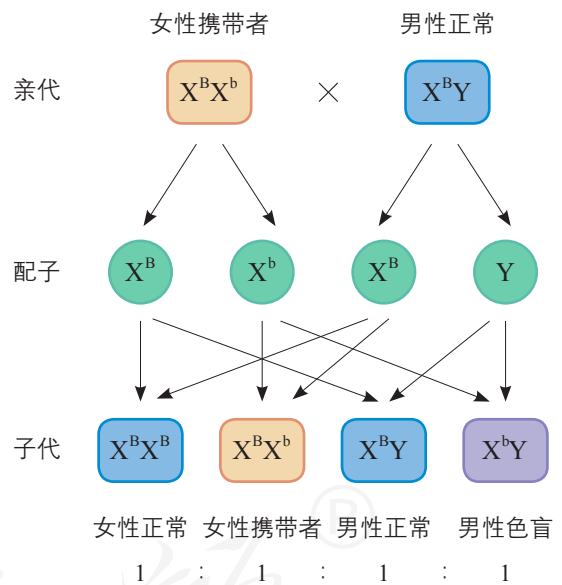 女性携带者 男性正常
亲代 XᴮXᵇ × XᴮY
配子 Xᴮ Xᵇ Xᴮ Y
子代 XᴮXᴮ XᴮXᵇ XᴮY XᵇY
女性正常 女性携带者 男性正常 男性色盲
1 : 1 : 1 : 1
®